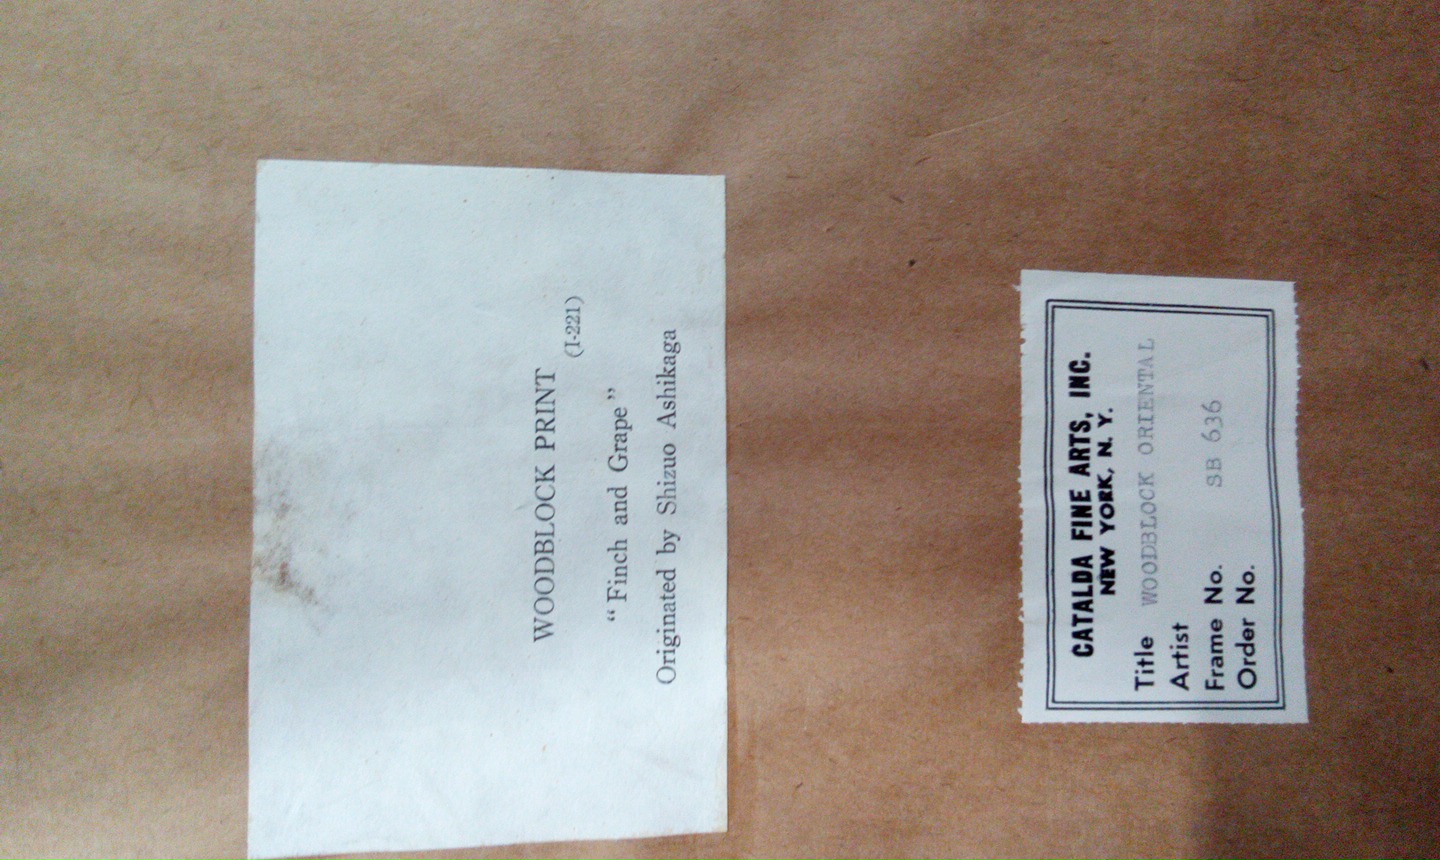 WOODBLOCK PRINT
(I-221)
“ Finch and Grape ”
Originated by Shizuo Ashikaga
CATALDA FINE ARTS, INC.
NEW YORK, N. Y.
Title WOODBLOCK ORIENTAL
Artist
Frame No. SB 636
Order No.